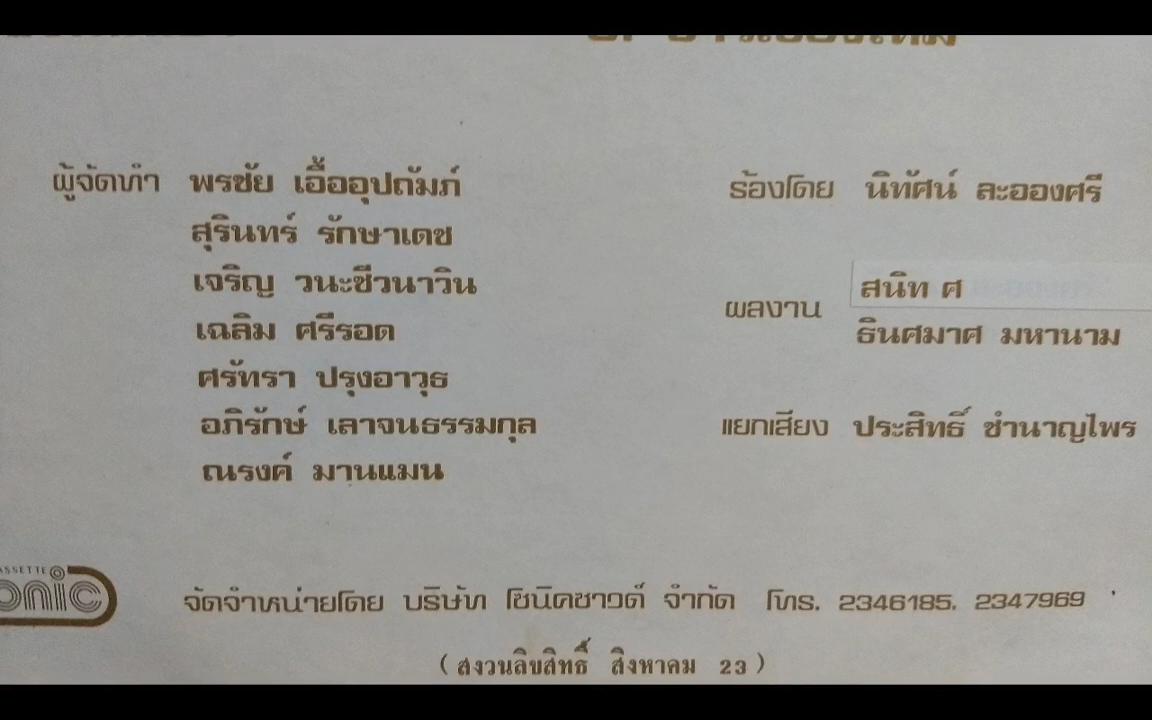 ผู้จัดทำ พรชัย เอื้ออุปถัมภ์
สุรินทร์ รักษาเดช
เจริญ วนะชีวนาวิน
เฉลิม ศรีรอด
ศรัทรา ปรุงอาวุธ
อภิรักษ์ เลาจนธรรมกุล
ณรงค์ มานแมน
ร้องโดย นิทัศน์ ละอองศรี
ผลงาน สนิท ศ
ธินศมาศ มหานาม
แยกเสียง ประสิทธิ์ ชำนาญไพร
จัดจำหน่ายโดย บริษัท โซนิคซาวด์ จำกัด โทร. 2346185, 2347969
(สงวนลิขสิทธิ์ สิงหาคม 23)